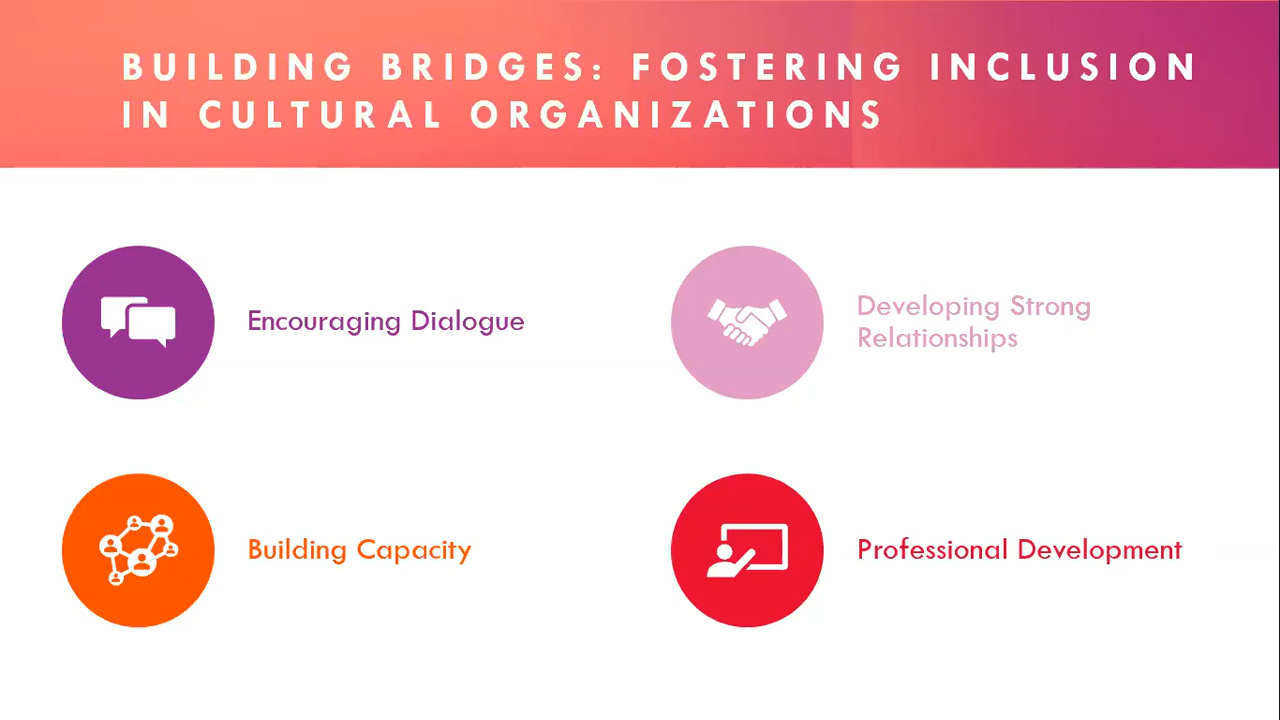 BUILDING BRIDGES: FOSTERING INCLUSION
IN CULTURAL ORGANIZATIONS
Encouraging Dialogue
Developing Strong
Relationships
Building Capacity
Professional Development